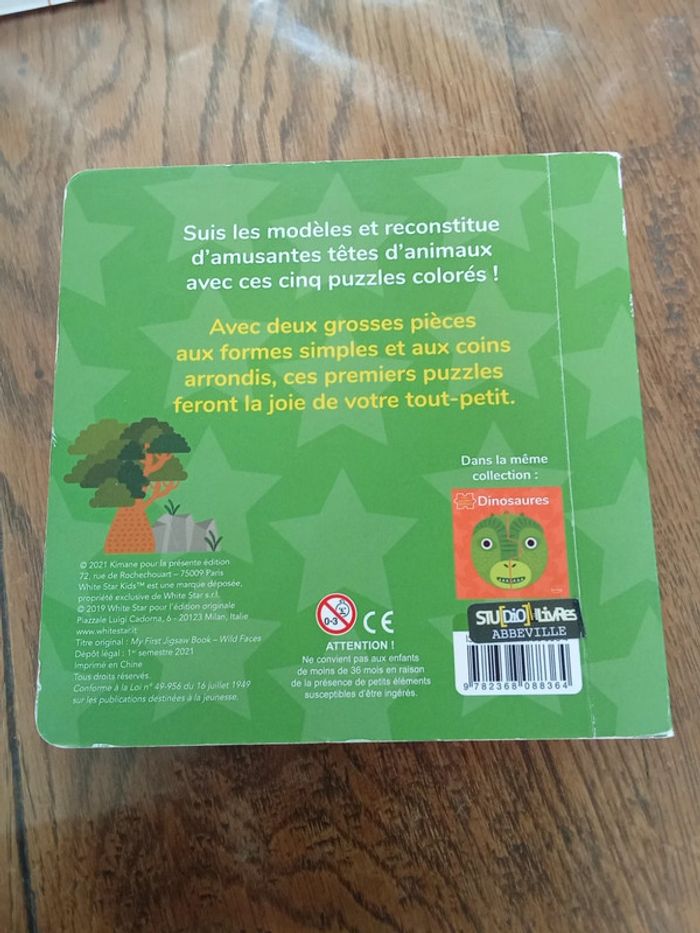 Suis les modèles et reconstitue
d'amusantes têtes d'animaux
avec ces cinq puzzles colorés !
Avec deux grosses pièces
aux formes simples et aux coins
arrondis, ces premiers puzzles
feront la joie de votre tout-petit.
Dans la même
collection :
Dinosaures
© 2021 Kimane pour la présente édition
72, rue de Rochechouart – 75009 Paris
White Star Kids™ est une marque déposée,
propriété exclusive de White Star s.r.l.
© 2019 White Star pour l'édition originale
Piazzale Luigi Cadorna, 6 - 20123 Milan, Italie
www.whitestar.it
Titre original : My First Jigsaw Book – Wild Faces
Dépôt légal : 1er semestre 2021
Imprimé en Chine
Tous droits réservés.
Conforme à la Loi n° 49-956 du 16 juillet 1949
sur les publications destinées à la jeunesse.
0-3
CE
ATTENTION !
Ne convient pas aux enfants
de moins de 36 mois en raison
de la présence de petits éléments
susceptibles d'être ingérés.
STU[DiO] LiVRes
ABBEVILLE
9 782368 088364